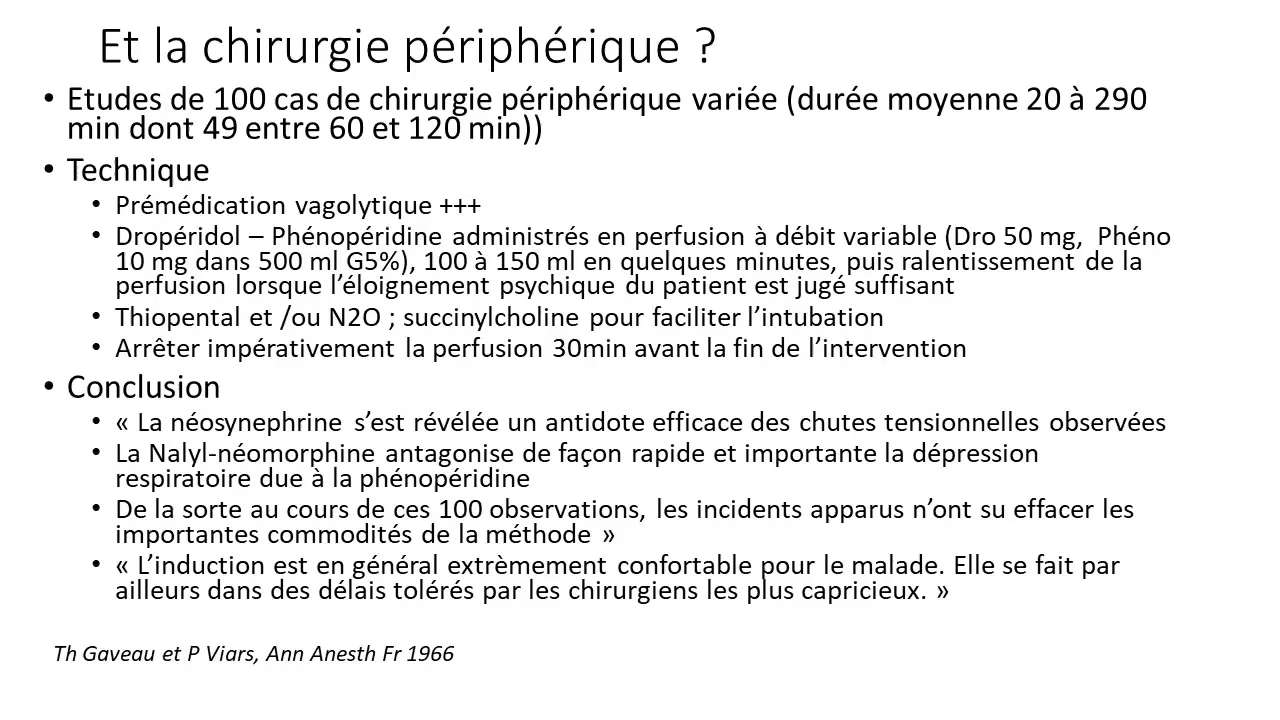 Et la chirurgie périphérique ?
• Etudes de 100 cas de chirurgie périphérique variée (durée moyenne 20 à 290
min dont 49 entre 60 et 120 min))
• Technique
• Prémédication vagolytique +++
• Dropéridol – Phénopéridine administrés en perfusion à débit variable (Dro 50 mg,  Phéno
10 mg dans 500 ml G5%), 100 à 150 ml en quelques minutes, puis ralentissement de la
perfusion lorsque l’éloignement psychique du patient est jugé suffisant
• Thiopental et /ou N2O ; succinylcholine pour faciliter l’intubation
• Arrêter impérativement la perfusion 30min avant la fin de l’intervention
• Conclusion
• « La néosynephrine s’est révélée un antidote efficace des chutes tensionnelles observées
• La Nalyl-néomorphine antagonise de façon rapide et importante la dépression
respiratoire due à la phénopéridine
• De la sorte au cours de ces 100 observations, les incidents apparus n’ont su effacer les
importantes commodités de la méthode »
• « L’induction est en général extrèmement confortable pour le malade. Elle se fait par
ailleurs dans des délais tolérés par les chirurgiens les plus capricieux. »
Th Gaveau et P Viars, Ann Anesth Fr 1966